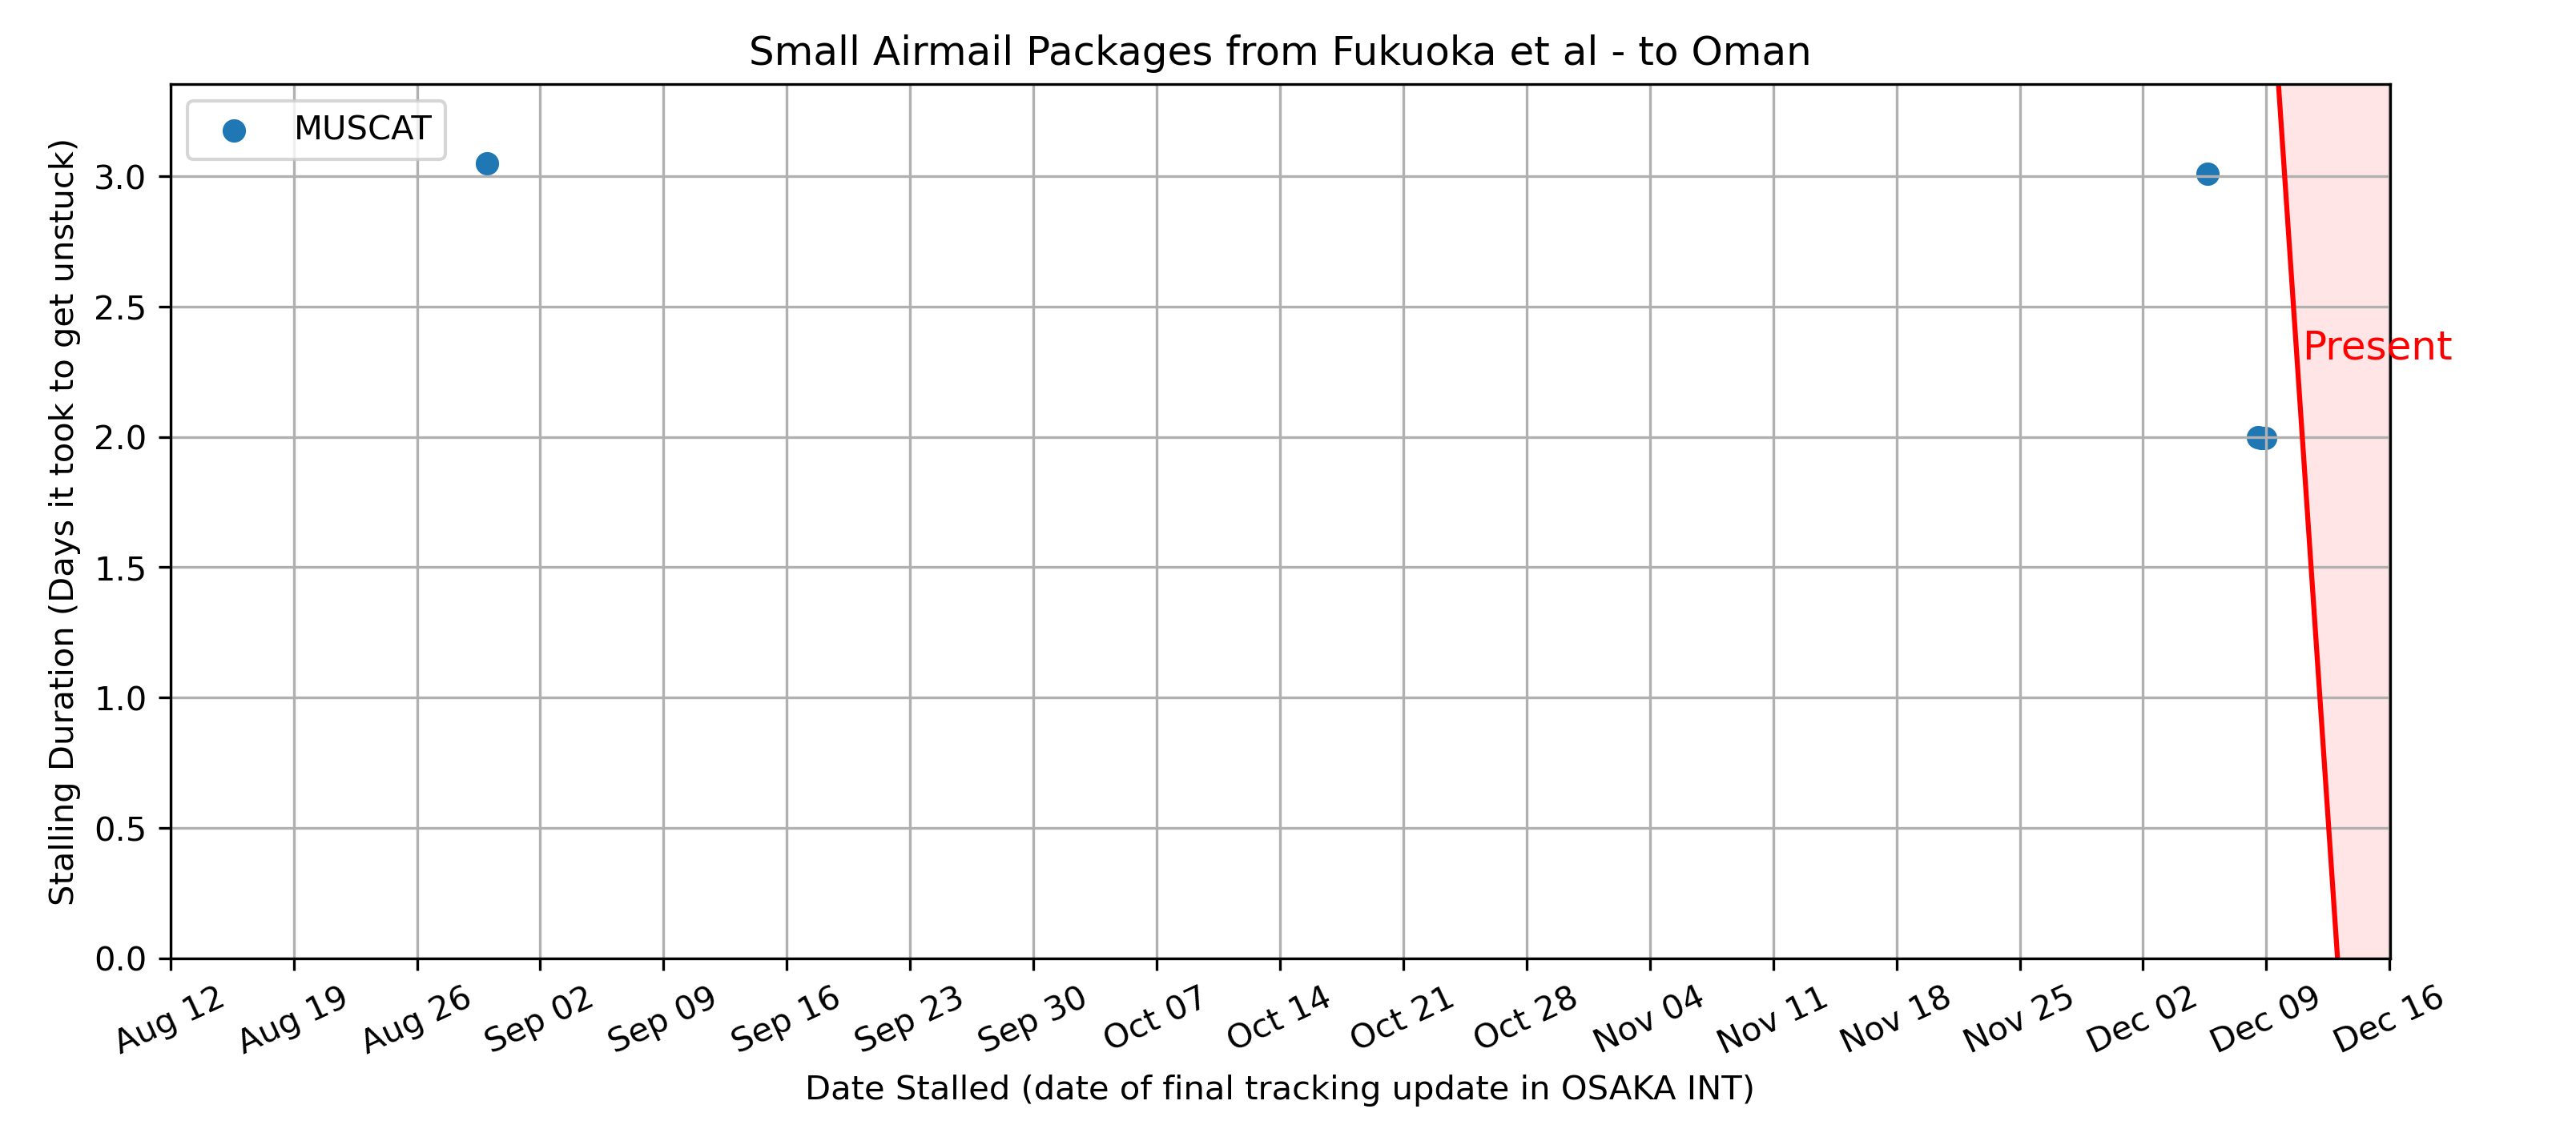 Small Airmail Packages from Fukuoka et al - to Oman
MUSCAT
Stalling Duration (Days it took to get unstuck)
3.0
2.5
2.0
1.5
1.0
0.5
0.0
Present
Aug 12 Aug 19 Aug 26 Sep 02 Sep 09 Sep 16 Sep 23 Sep 30 Oct 07 Oct 14 Oct 21 Oct 28 Nov 04 Nov 11 Nov 18 Nov 25 Dec 02 Dec 09 Dec 16
Date Stalled (date of final tracking update in OSAKA INT)